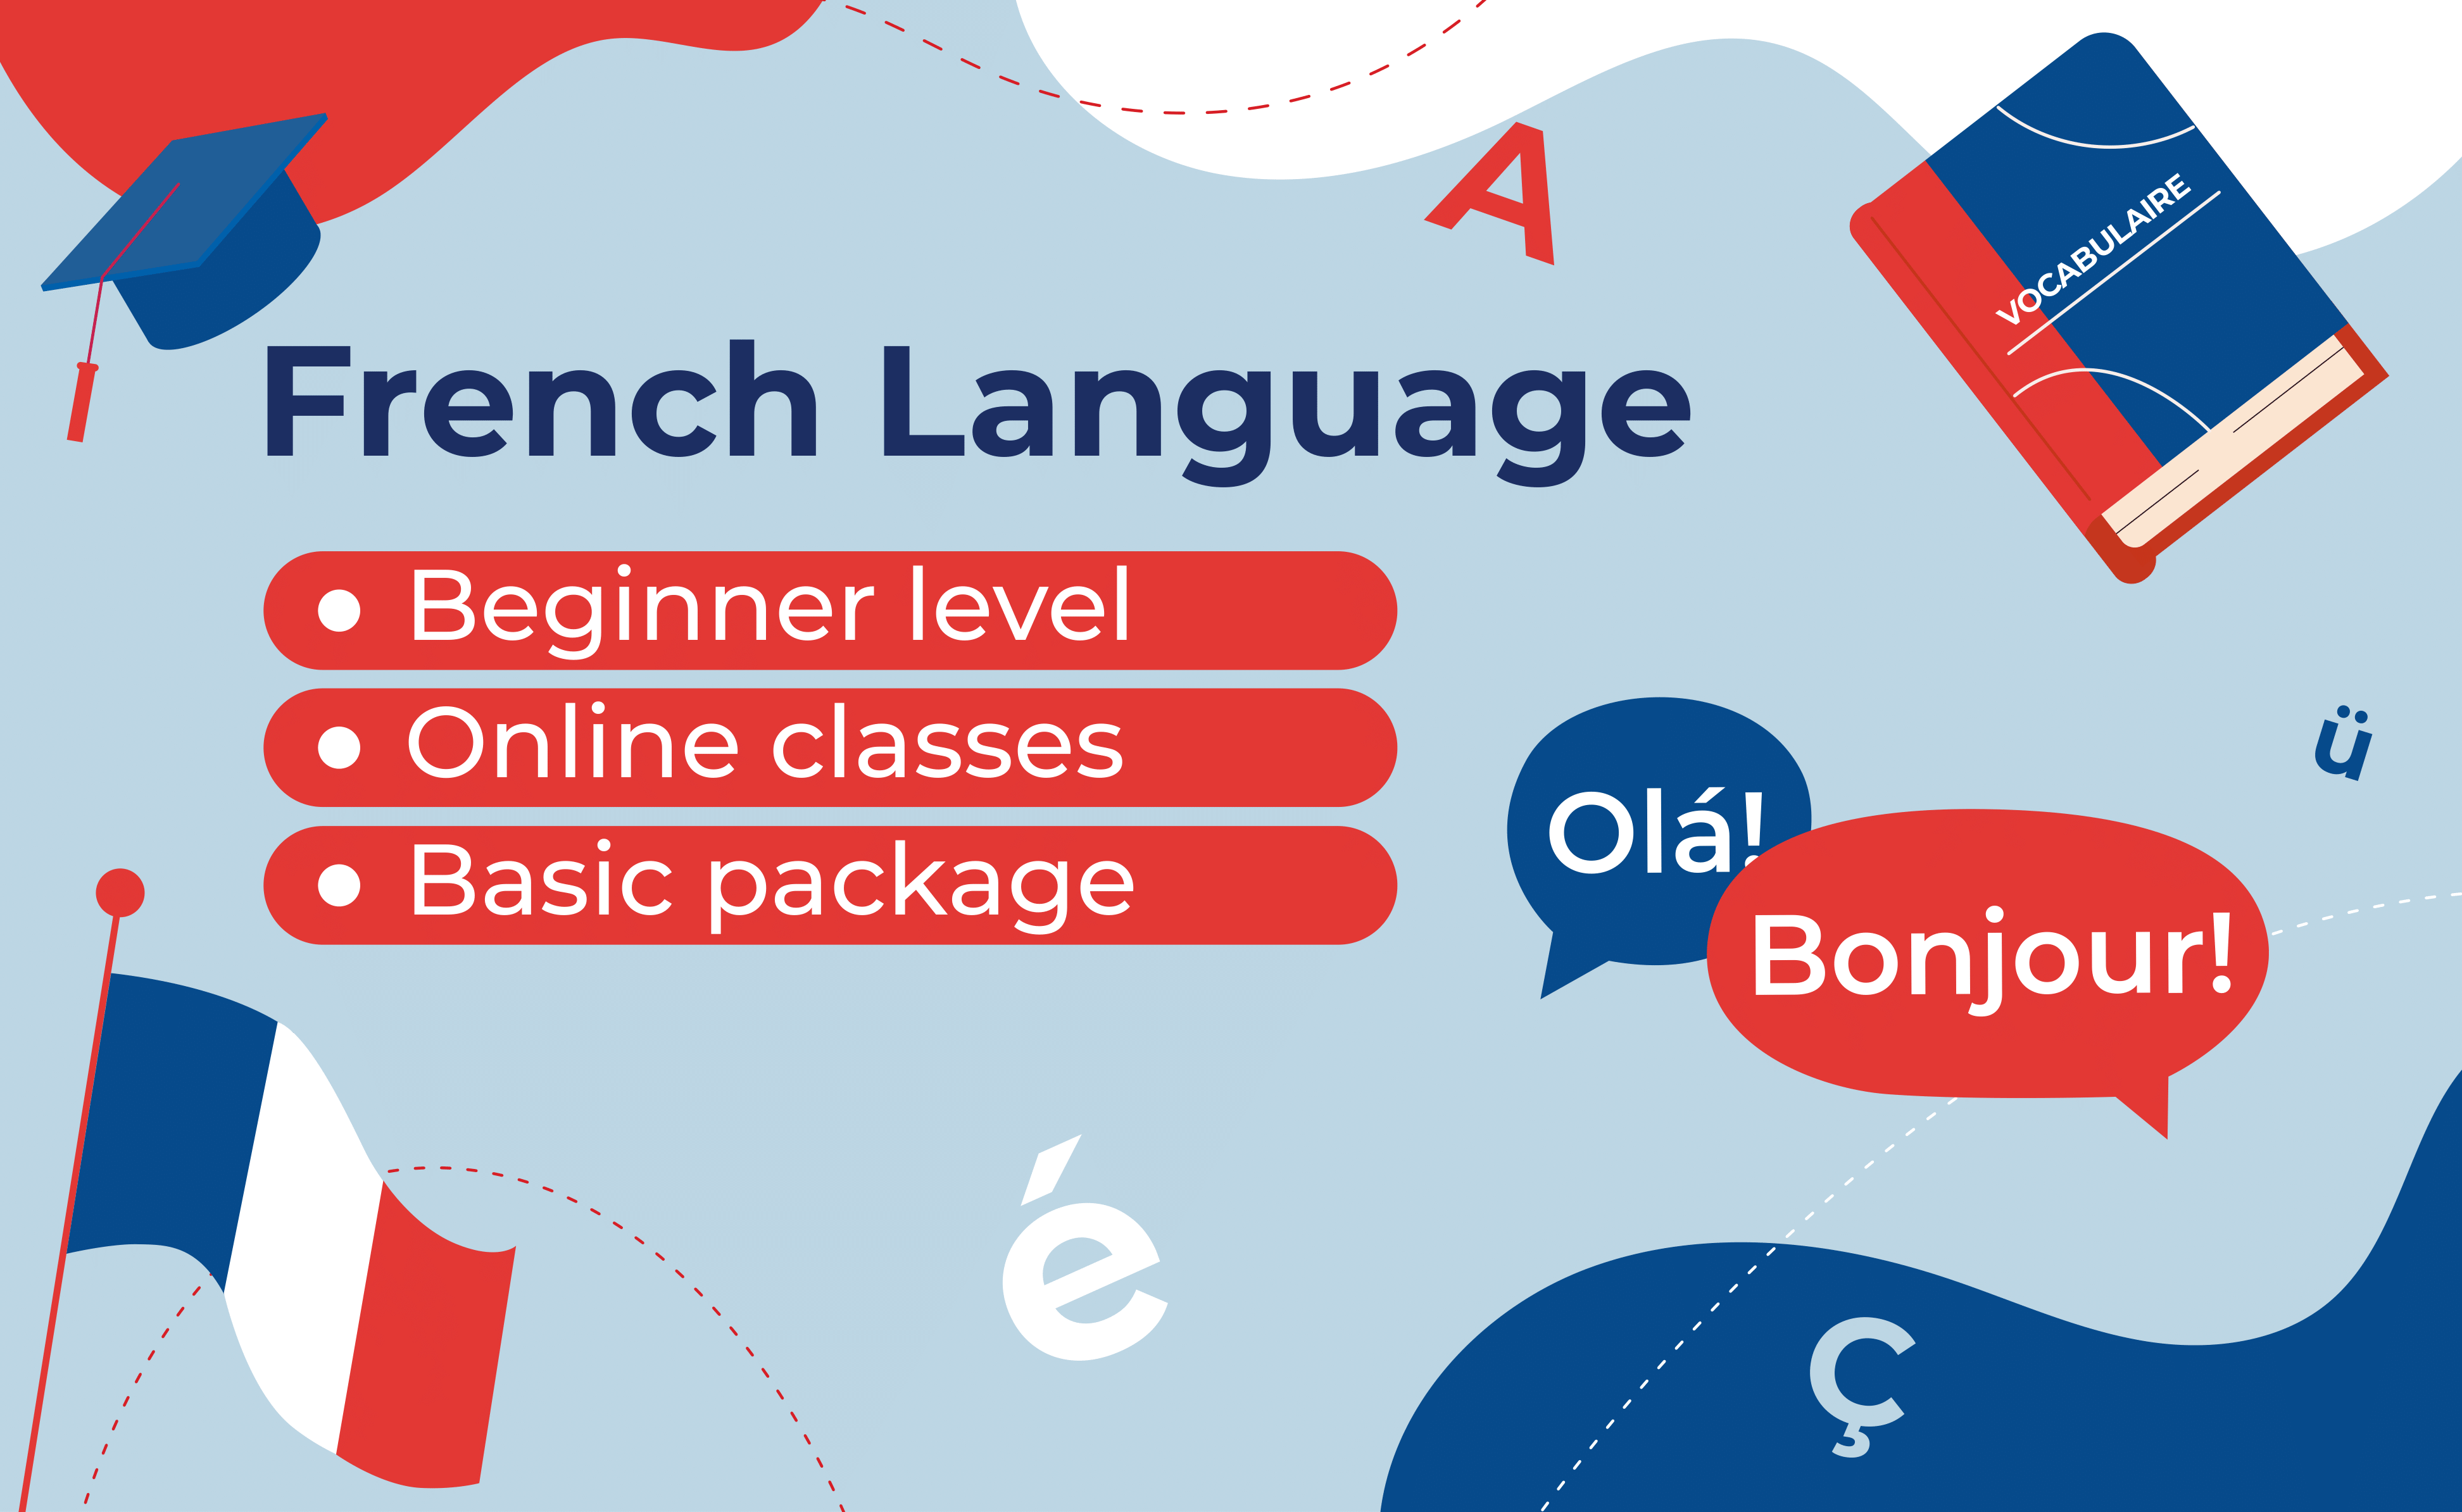 A
VOCABULAIRE
French Language
• Beginner level
• Online classes
• Basic package
ü
Olá!
Bonjour!
é
Ç